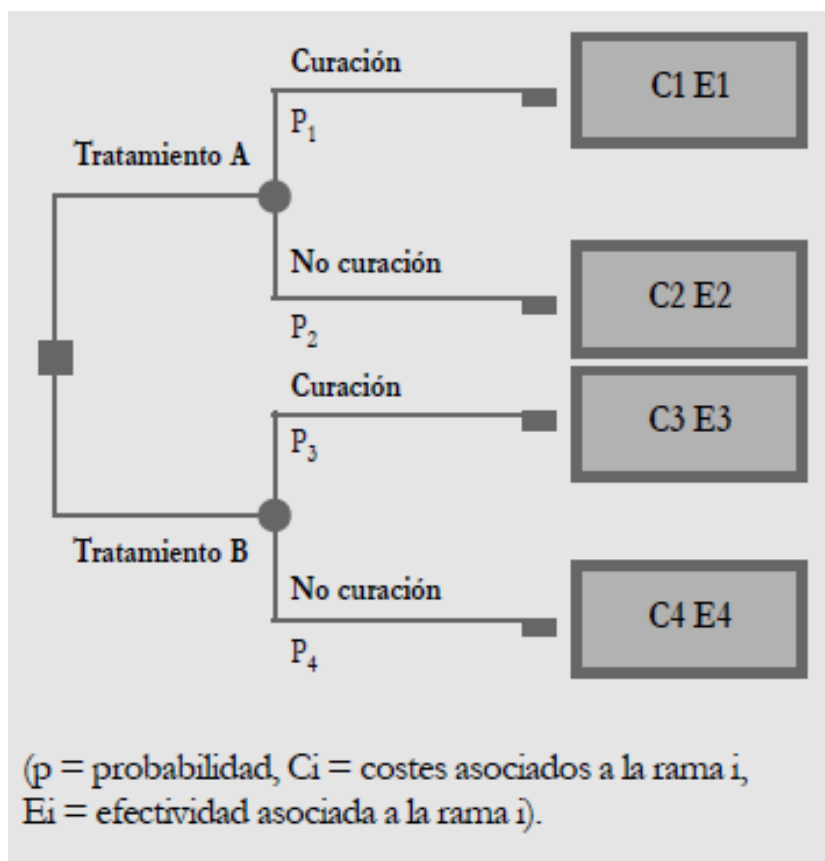 Curación
C1 E1
P₁
Tratamiento A
No curación
C2 E2
P₂
Curación
C3 E3
P₃
Tratamiento B
No curación
C4 E4
P₄
(p = probabilidad, Ci = costes asociados a la rama i,
Ei = efectividad asociada a la rama i).